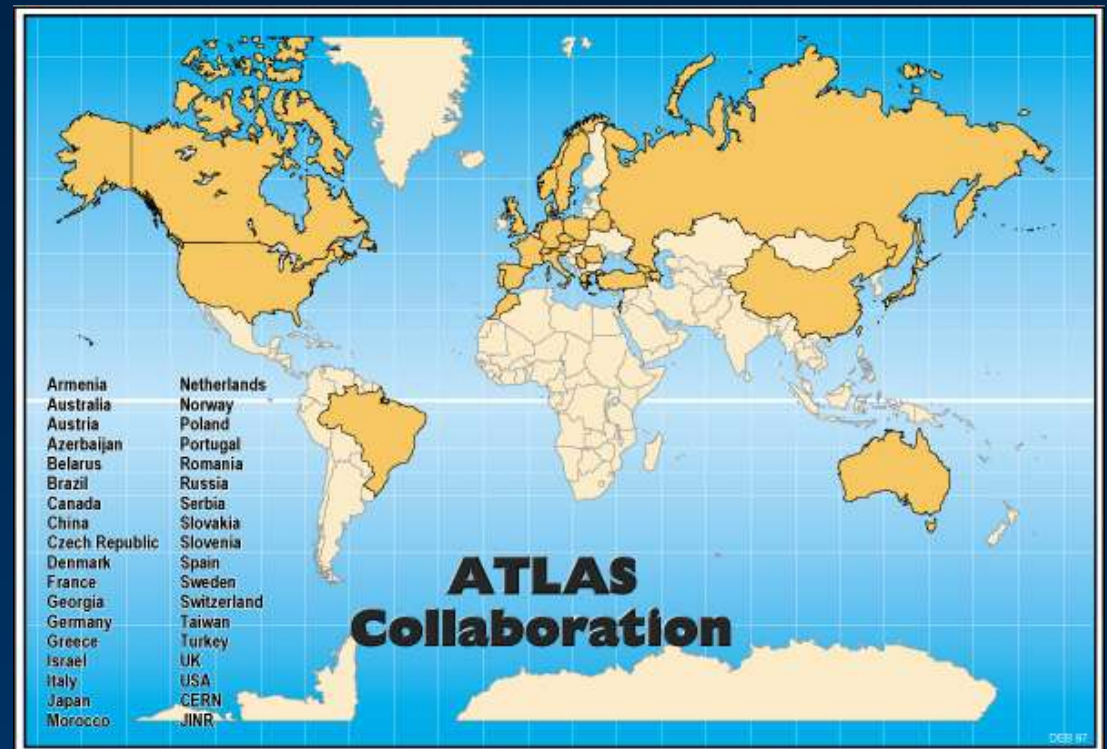 Armenia
Australia
Austria
Azerbaijan
Belarus
Brazil
Canada
China
Czech Republic
Denmark
France
Georgia
Germany
Greece
Israel
Italy
Japan
Morocco
Netherlands
Norway
Poland
Portugal
Romania
Russia
Serbia
Slovakia
Slovenia
Spain
Sweden
Switzerland
Taiwan
Turkey
UK
USA
CERN
JINR
ATLAS
Collaboration
DEB 97